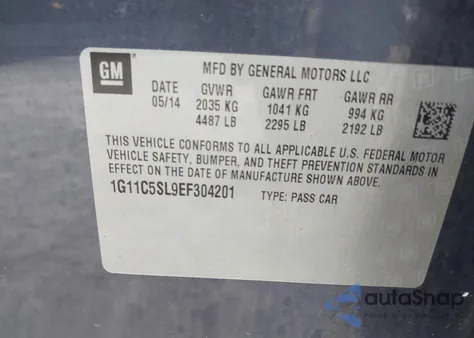 GM
MFD BY GENERAL MOTORS LLC
DATE GVWR GAWR FRT GAWR RR
05/14 2035 KG 1041 KG 994 KG
4487 LB 2295 LB 2192 LB
THIS VEHICLE CONFORMS TO ALL APPLICABLE U.S. FEDERAL MOTOR
VEHICLE SAFETY, BUMPER, AND THEFT PREVENTION STANDARDS IN
EFFECT ON THE DATE OF MANUFACTURE SHOWN ABOVE.
1G11C5SL9EF304201 TYPE: PASS CAR
autoSnap